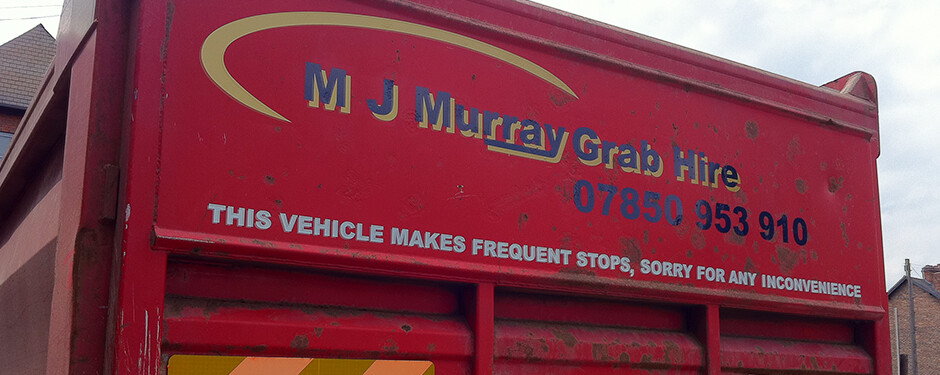 M J Murray Grab Hire
07850 953 910
THIS VEHICLE MAKES FREQUENT STOPS, SORRY FOR ANY INCONVENIENCE